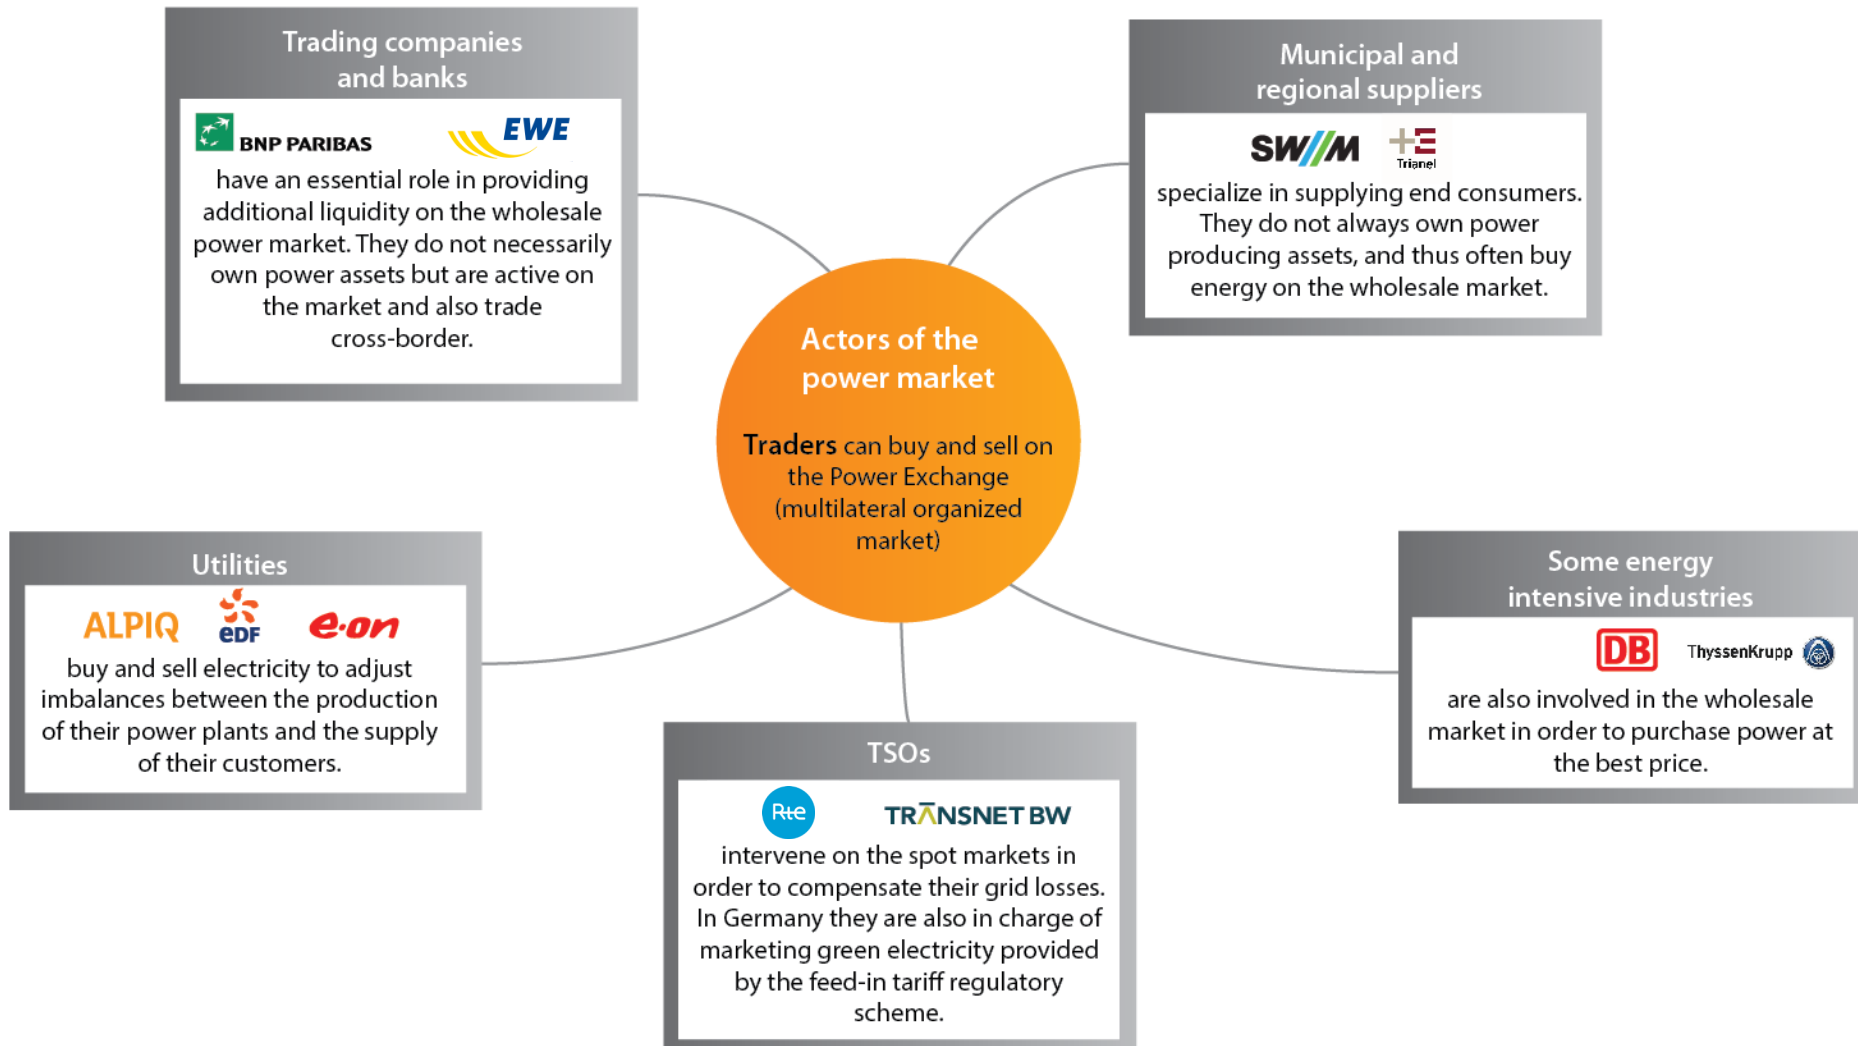 Trading companies
and banks
BNP PARIBAS
EWE
have an essential role in providing
additional liquidity on the wholesale
power market. They do not necessarily
own power assets but are active on
the market and also trade
cross-border.
Municipal and
regional suppliers
SW//M
Trianel
specialize in supplying end consumers.
They do not always own power
producing assets, and thus often buy
energy on the wholesale market.
Actors of the
power market
Traders can buy and sell on
the Power Exchange
(multilateral organized
market)
Utilities
ALPIQ
eDF
e·on
buy and sell electricity to adjust
imbalances between the production
of their power plants and the supply
of their customers.
TSOs
Rte
TRANSNET BW
intervene on the spot markets in
order to compensate their grid losses.
In Germany they are also in charge of
marketing green electricity provided
by the feed-in tariff regulatory
scheme.
Some energy
intensive industries
DB
ThyssenKrupp
are also involved in the wholesale
market in order to purchase power at
the best price.